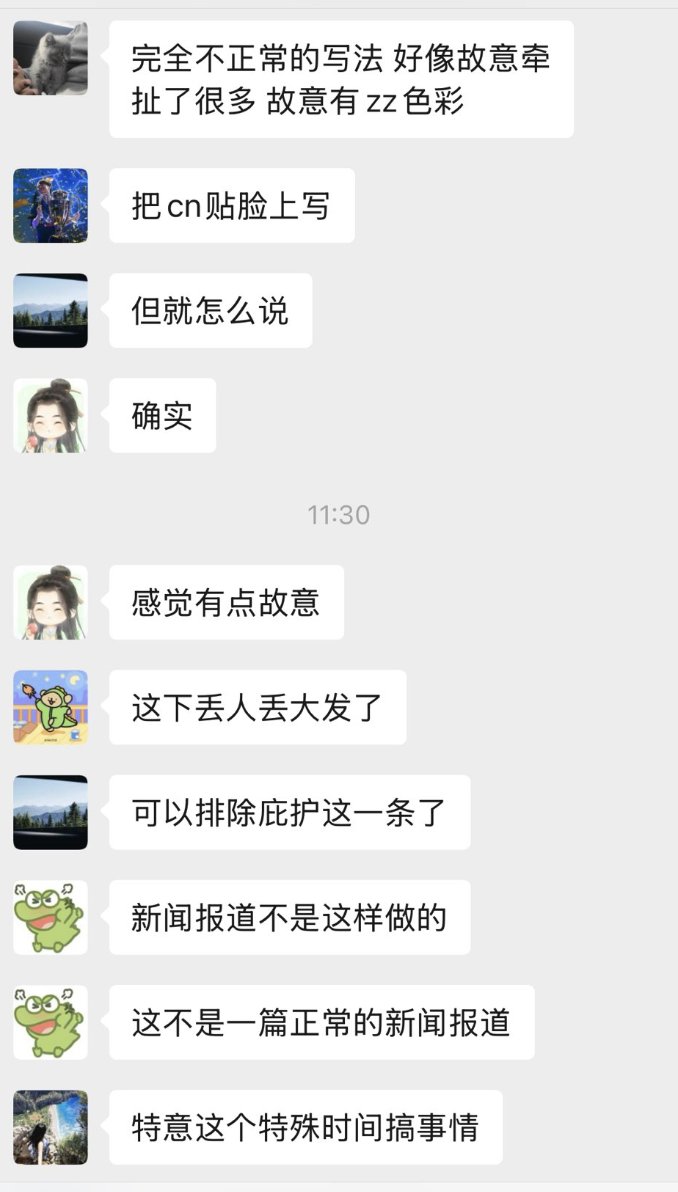 完全不正常的写法 好像故意牵
扯了很多 故意有zz色彩
把cn贴脸上写
但就怎么说
确实
11:30
感觉有点故意
这下丢人丢大发了
可以排除庇护这一条了
新闻报道不是这样做的
这不是一篇正常的新闻报道
特意这个特殊时间搞事情